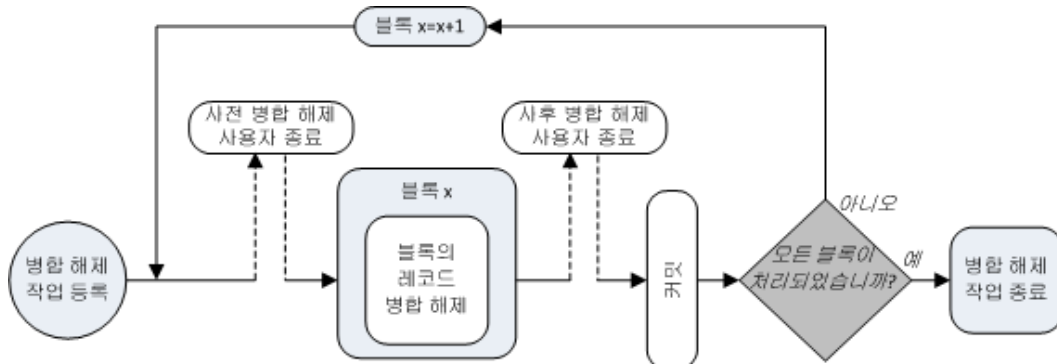 블록 x=x+1
사전 병합 해제
사용자 종료
사후 병합 해제
사용자 종료
블록 x
블록의
레코드
병합 해제
병합 해제
작업 등록
커밋
모든 블록이
처리되었습니까?
아니오
예
병합 해제
작업 종료